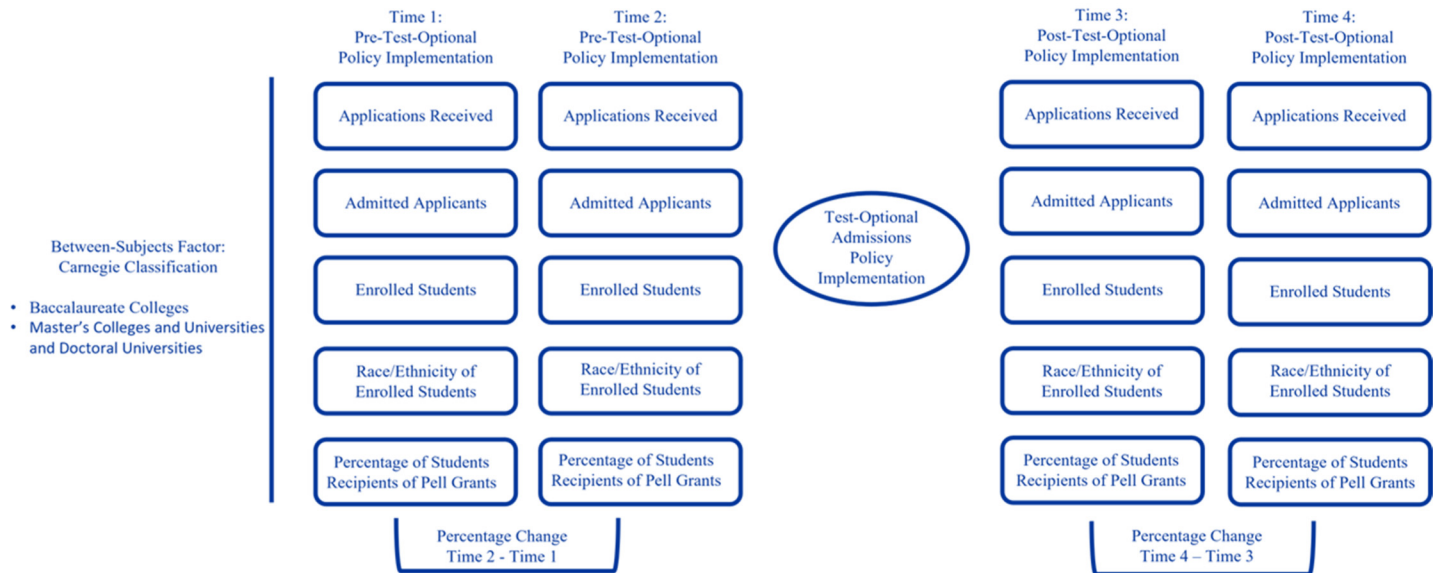 Time 1:
Pre-Test-Optional
Policy Implementation
Time 2:
Pre-Test-Optional
Policy Implementation
Time 3:
Post-Test-Optional
Policy Implementation
Time 4:
Post-Test-Optional
Policy Implementation
Between-Subjects Factor:
Carnegie Classification
• Baccalaureate Colleges
• Master's Colleges and Universities
and Doctoral Universities
Applications Received
Admitted Applicants
Enrolled Students
Race/Ethnicity of
Enrolled Students
Percentage of Students
Recipients of Pell Grants
Applications Received
Admitted Applicants
Enrolled Students
Race/Ethnicity of
Enrolled Students
Percentage of Students
Recipients of Pell Grants
Percentage Change
Time 2 - Time 1
Test-Optional
Admissions
Policy
Implementation
Applications Received
Admitted Applicants
Enrolled Students
Race/Ethnicity of
Enrolled Students
Percentage of Students
Recipients of Pell Grants
Applications Received
Admitted Applicants
Enrolled Students
Race/Ethnicity of
Enrolled Students
Percentage of Students
Recipients of Pell Grants
Percentage Change
Time 4 – Time 3